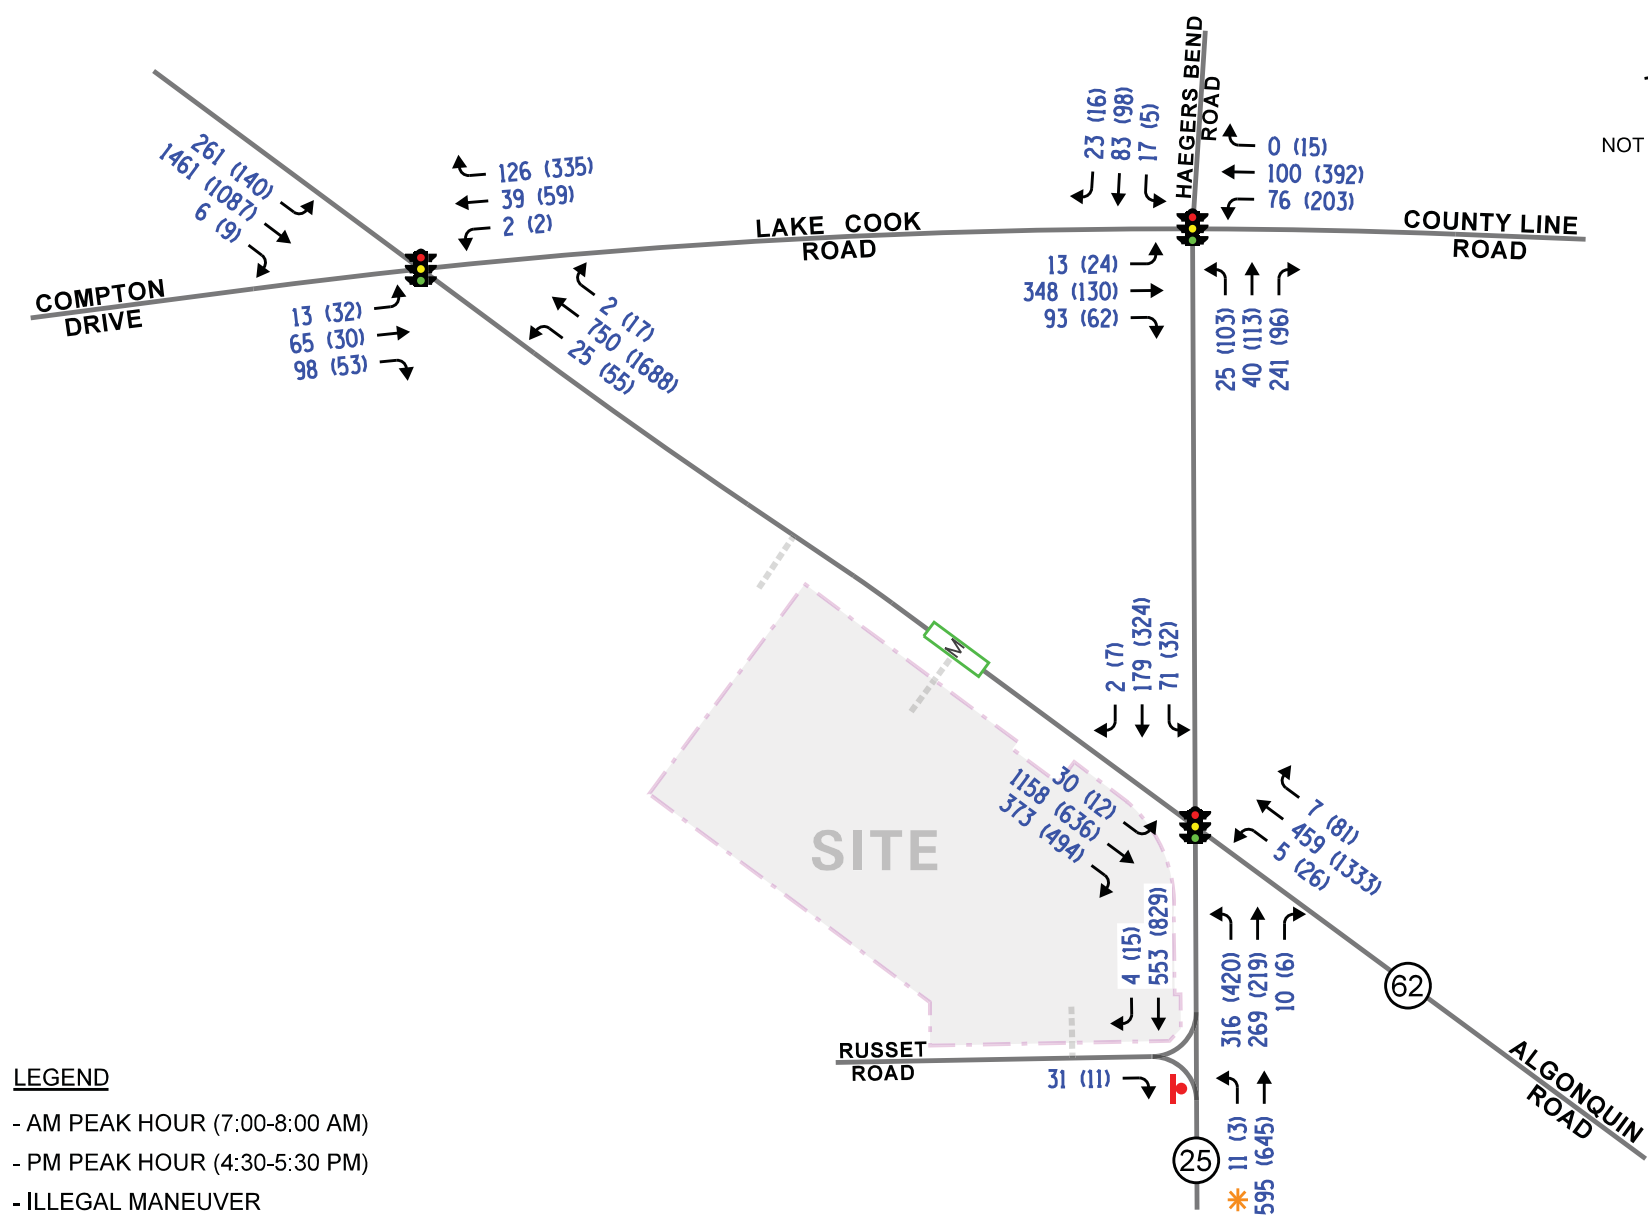 HAEGERS BEND
ROAD
NOT
23 (16)
83 (98)
17 (5)
0 (15)
100 (392)
76 (203)
261 (140)
1461 (1087)
6 (9)
126 (335)
39 (59)
2 (2)
LAKE COOK
ROAD
COUNTY LINE
ROAD
COMPTON
DRIVE
13 (32)
65 (30)
98 (53)
2 (17)
750 (1688)
25 (55)
13 (24)
348 (130)
93 (62)
25 (103)
40 (113)
241 (96)
M
2 (7)
179 (324)
71 (32)
30 (12)
1158 (636)
373 (494)
7 (81)
459 (1333)
5 (26)
SITE
4 (15)
553 (829)
316 (420)
269 (219)
10 (6)
62
ALGONQUIN
ROAD
RUSSET
ROAD
31 (11)
11 (3)
595 (645)
25
LEGEND
- AM PEAK HOUR (7:00-8:00 AM)
- PM PEAK HOUR (4:30-5:30 PM)
- ILLEGAL MANEUVER